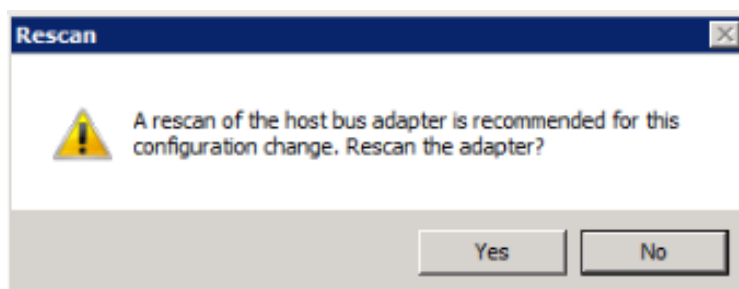 Rescan
A rescan of the host bus adapter is recommended for this
configuration change. Rescan the adapter?
Yes No